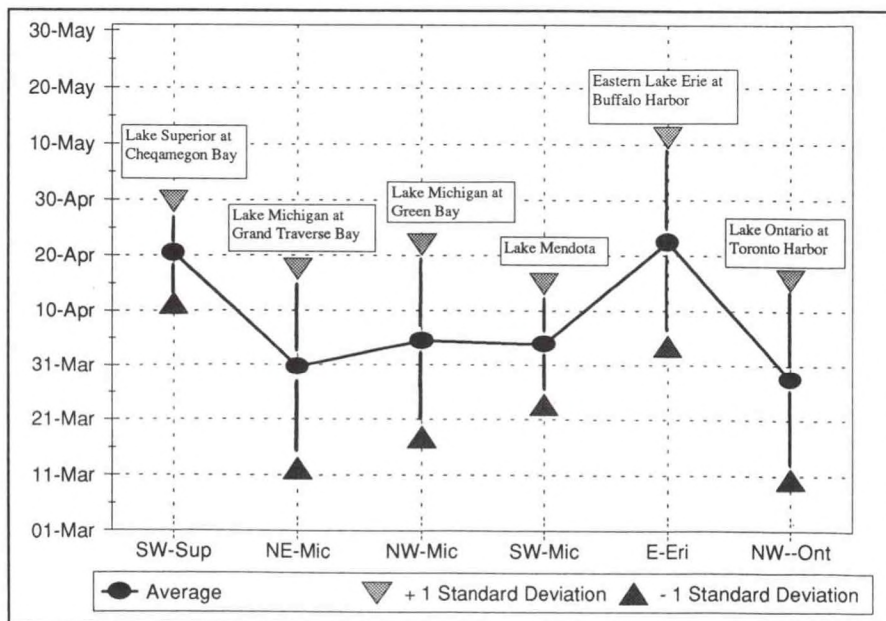 30-May
20-May
10-May
30-Apr
20-Apr
10-Apr
31-Mar
21-Mar
11-Mar
01-Mar
Lake Superior at
Cheqamegon Bay
Lake Michigan at
Grand Traverse Bay
Lake Michigan at
Green Bay
Lake Mendota
Eastern Lake Erie at
Buffalo Harbor
Lake Ontario at
Toronto Harbor
SW-Sup NE-Mic NW-Mic SW-Mic E-Eri NW--Ont
Average + 1 Standard Deviation - 1 Standard Deviation